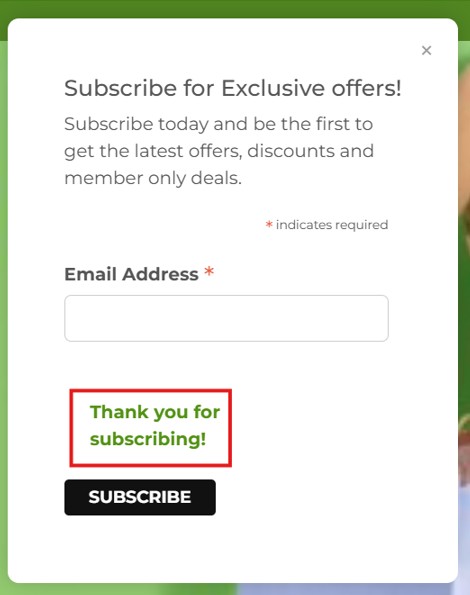 ×
Subscribe for Exclusive offers!
Subscribe today and be the first to
get the latest offers, discounts and
member only deals.
* indicates required
Email Address *
Thank you for
subscribing!
SUBSCRIBE